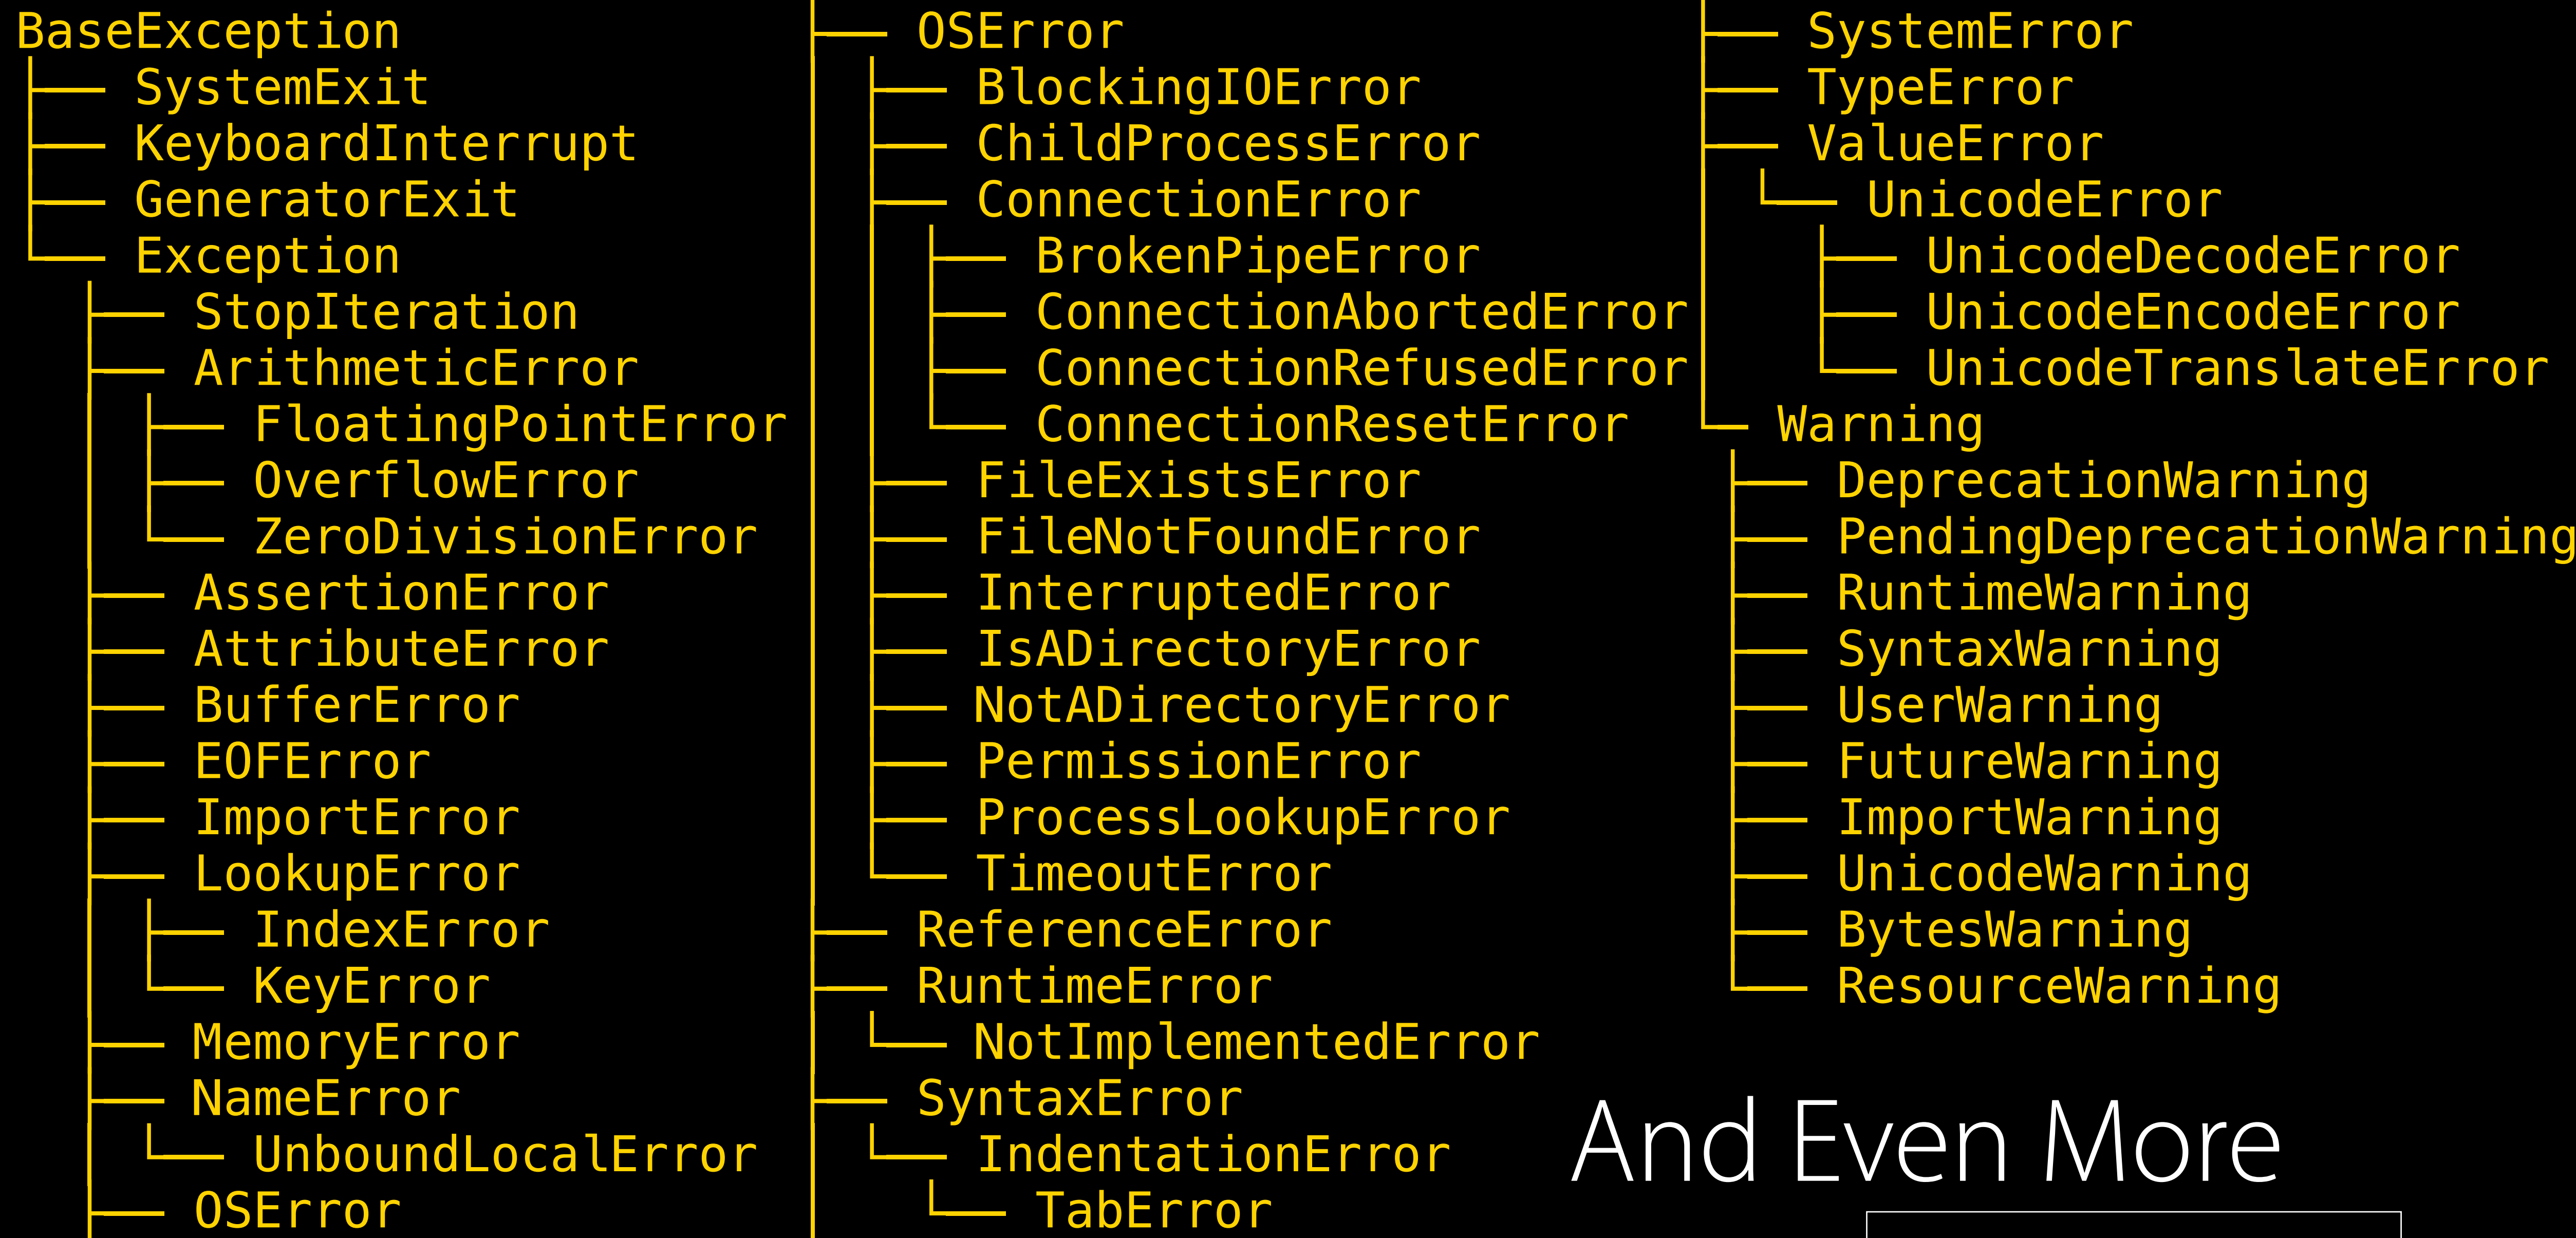 BaseException
SystemExit
KeyboardInterrupt
GeneratorExit
Exception
StopIteration
ArithmeticError
FloatingPointError
OverflowError
ZeroDivisionError
AssertionError
AttributeError
BufferError
EOFError
ImportError
LookupError
IndexError
KeyError
MemoryError
NameError
UnboundLocalError
OSError
OSError
BlockingIOError
ChildProcessError
ConnectionError
BrokenPipeError
ConnectionAbortedError
ConnectionRefusedError
ConnectionResetError
FileExistsError
FileNotFoundError
InterruptedError
IsADirectoryError
NotADirectoryError
PermissionError
ProcessLookupError
TimeoutError
ReferenceError
RuntimeError
NotImplementedError
SyntaxError
IndentationError
TabError
SystemError
TypeError
ValueError
UnicodeError
UnicodeDecodeError
UnicodeEncodeError
UnicodeTranslateError
Warning
DeprecationWarning
PendingDeprecationWarning
RuntimeWarning
SyntaxWarning
UserWarning
FutureWarning
ImportWarning
UnicodeWarning
BytesWarning
ResourceWarning
And Even More